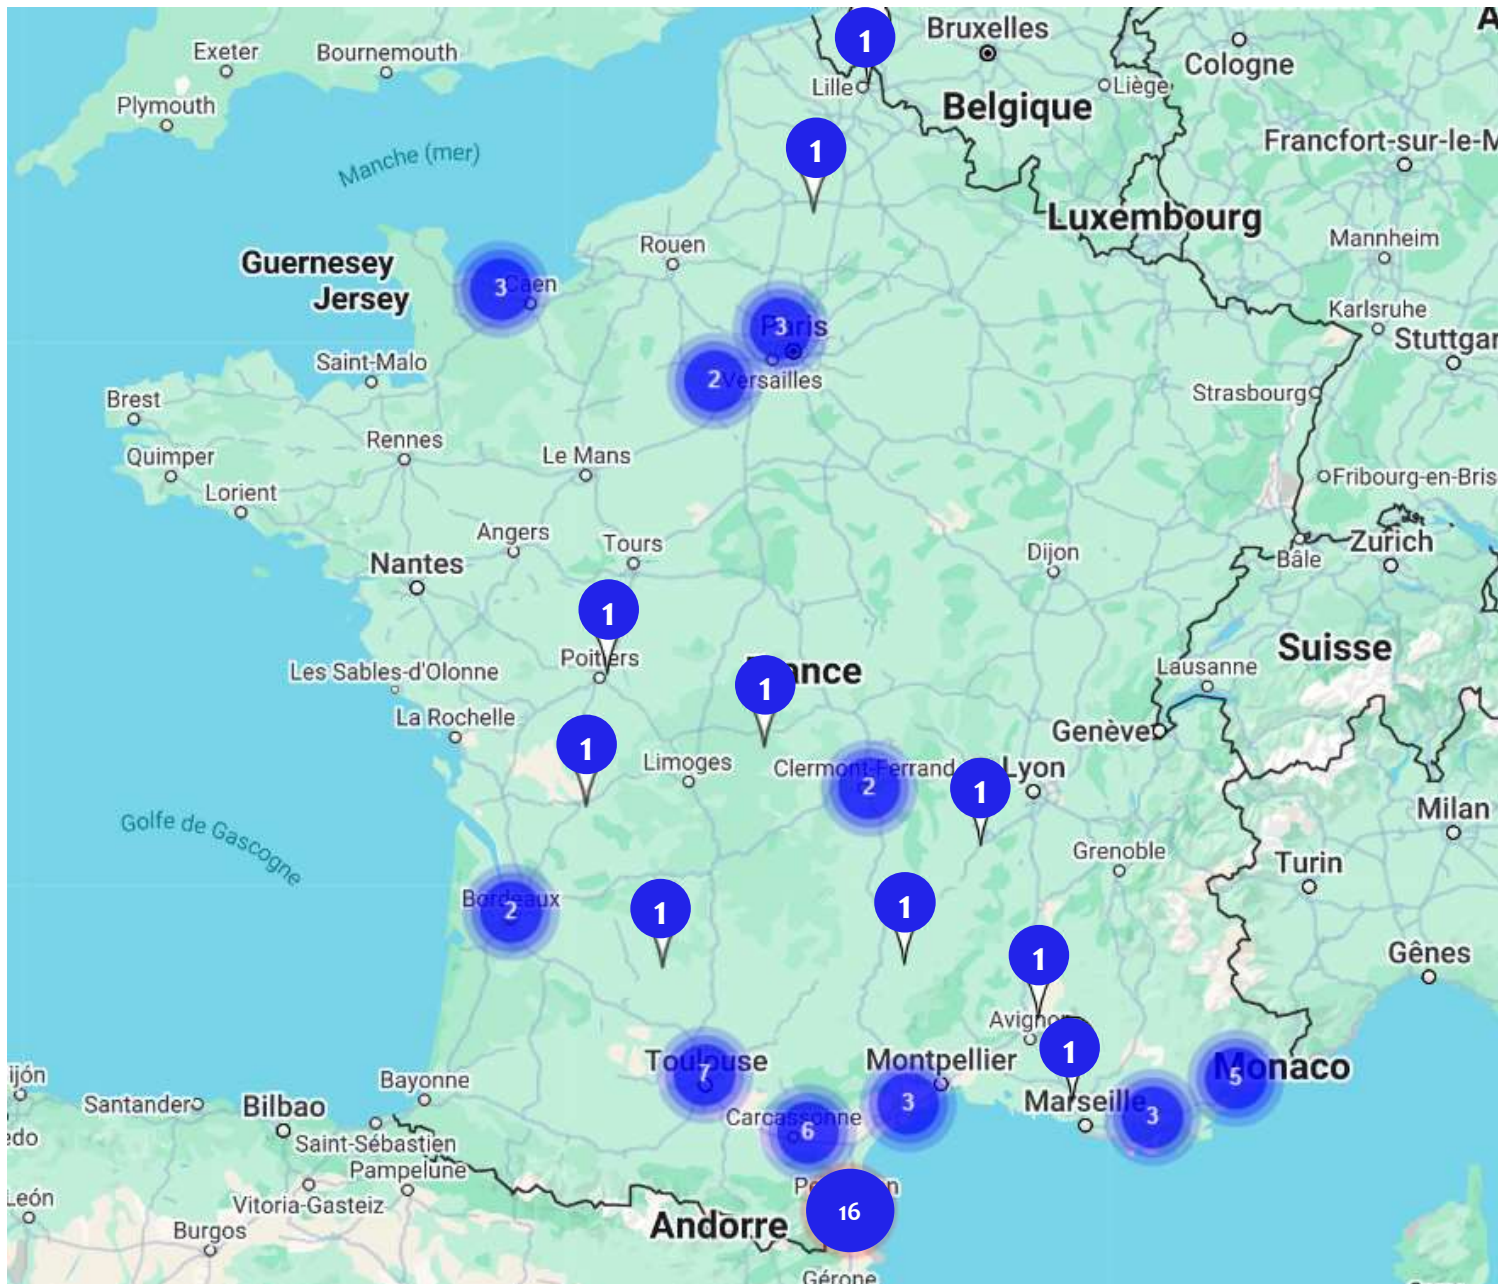 1
Bruxelles
Exeter
Bournemouth
Cologne
Lille
Liège
Plymouth
Belgique
Francfort-sur-le-M
Manche (mer)
1
Luxembourg
Mannheim
Rouen
Guernesey
Jersey
3
Caen
Karlsruhe
3
Paris
Stuttgar
Saint-Malo
2
Versailles
Strasbourg
Brest
Rennes
Quimper
Le Mans
Fribourg-en-Bris
Lorient
Angers
Tours
Dijon
Zurich
Bâle
Nantes
1
Suisse
Poitiers
Les Sables-d'Olonne
France
1
Lausanne
La Rochelle
Genève
1
Limoges
Clermont-Ferrand
2
1
Lyon
Milan
Golfe de Gascogne
Grenoble
Turin
Bordeaux
2
1
1
Gênes
1
Avignon
1
Toulouse
7
Montpellier
Monaco
5
ijón
Bayonne
Santander
Bilbao
Marseille
3
3
Carcassonne
6
edo
Saint-Sébastien
Pampelune
León
Vitoria-Gasteiz
16
Andorre
Burgos
Gérone